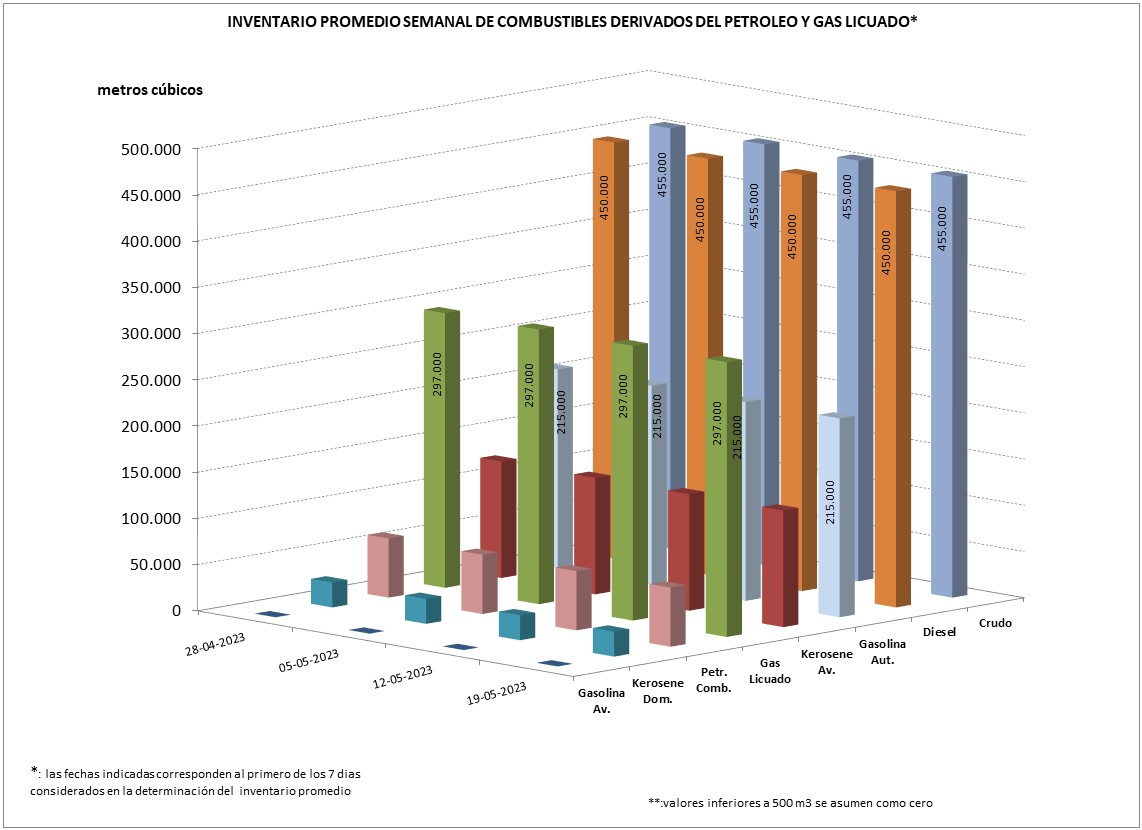 INVENTARIO PROMEDIO SEMANAL DE COMBUSTIBLES DERIVADOS DEL PETROLEO Y GAS LICUADO*
metros cúbicos
500.000
450.000
400.000
350.000
300.000
250.000
200.000
150.000
100.000
50.000
0
450.000
455.000
450.000
455.000
450.000
455.000
450.000
455.000
297.000
215.000
297.000
215.000
297.000
215.000
297.000
215.000
28-04-2023
05-05-2023
12-05-2023
19-05-2023
Gasolina
Av.
Kerosene
Dom.
Petr.
Comb.
Gas
Licuado
Kerosene
Av.
Gasolina
Aut.
Diesel
Crudo
*: las fechas indicadas corresponden al primero de los 7 dias
considerados en la determinación del inventario promedio
**:valores inferiores a 500 m3 se asumen como cero